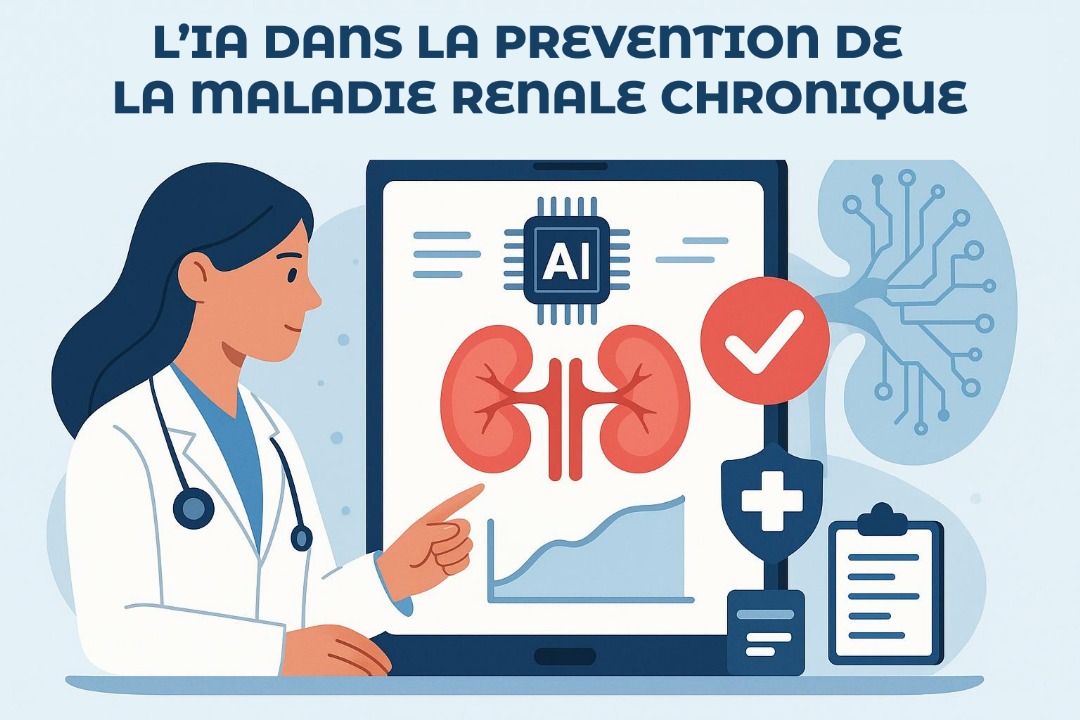 L'IA DANS LA PREVENTION DE
LA MALADIE RENALE CHRONIQUE
AI